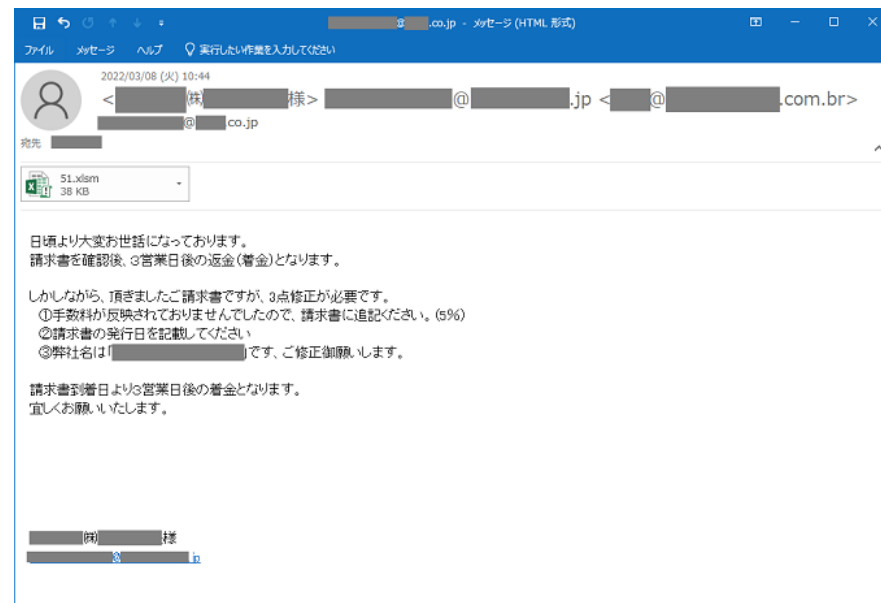 @ .co.jp - メッセージ (HTML 形式)
ファイル メッセージ ヘルプ 実行したい作業を入力してください
2022/03/08 (火) 10:44
< ㈱ 様> @ .jp < @ .com.br>
@ .co.jp
宛先
51.xlsm
38 KB
日頃より大変お世話になっております。
請求書を確認後、3営業日後の返金(着金)となります。
しかしながら、頂きましたご請求書ですが、3点修正が必要です。
①手数料が反映されておりませんでしたので、請求書に追記ください。(5%)
②請求書の発行日を記載してください
③弊社名は「 」です、ご修正御願いします。
請求書到着日より3営業日後の着金となります。
宜しくお願いいたします。
㈱ 様
@ jp